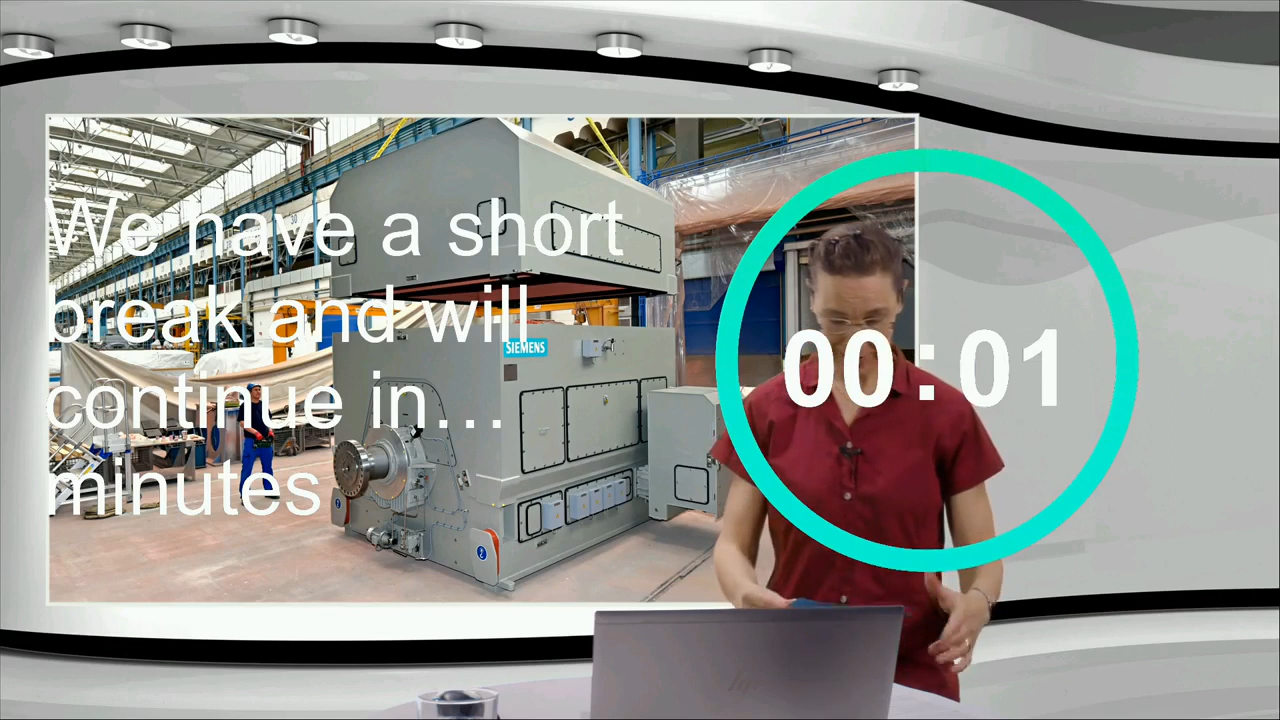 We have a short
break and will
SIEMENS
continue in...
minutes
00:01